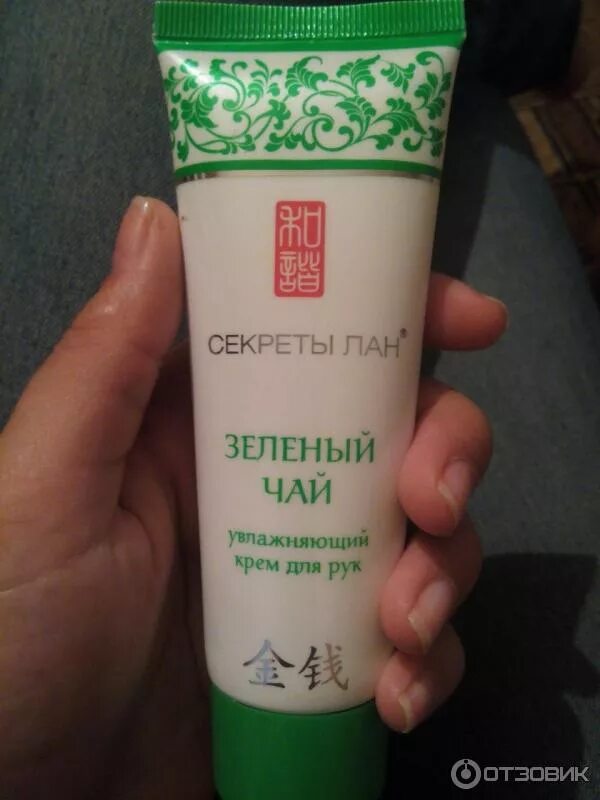 和
諧
СЕКРЕТЫ ЛАН®
ЗЕЛЕНЫЙ
ЧАЙ
увлажняющий
крем для рук
金钱
ОТЗОВИК